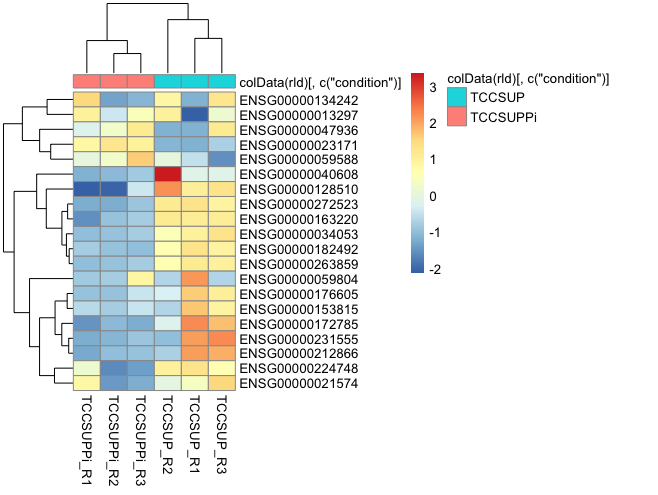 colData(rld)[, c("condition")]
ENSG00000134242
ENSG00000013297
ENSG00000047936
ENSG00000023171
ENSG00000059588
ENSG00000040608
ENSG00000128510
ENSG00000272523
ENSG00000163220
ENSG00000034053
ENSG00000182492
ENSG00000263859
ENSG00000059804
ENSG00000176605
ENSG00000153815
ENSG00000172785
ENSG00000231555
ENSG00000212866
ENSG00000224748
ENSG00000021574
TCCSUPPi_R1
TCCSUPPi_R2
TCCSUPPi_R3
TCCSUP_R2
TCCSUP_R1
TCCSUP_R3
3
2
1
0
-1
-2
colData(rld)[, c("condition")]
TCCSUP
TCCSUPPi